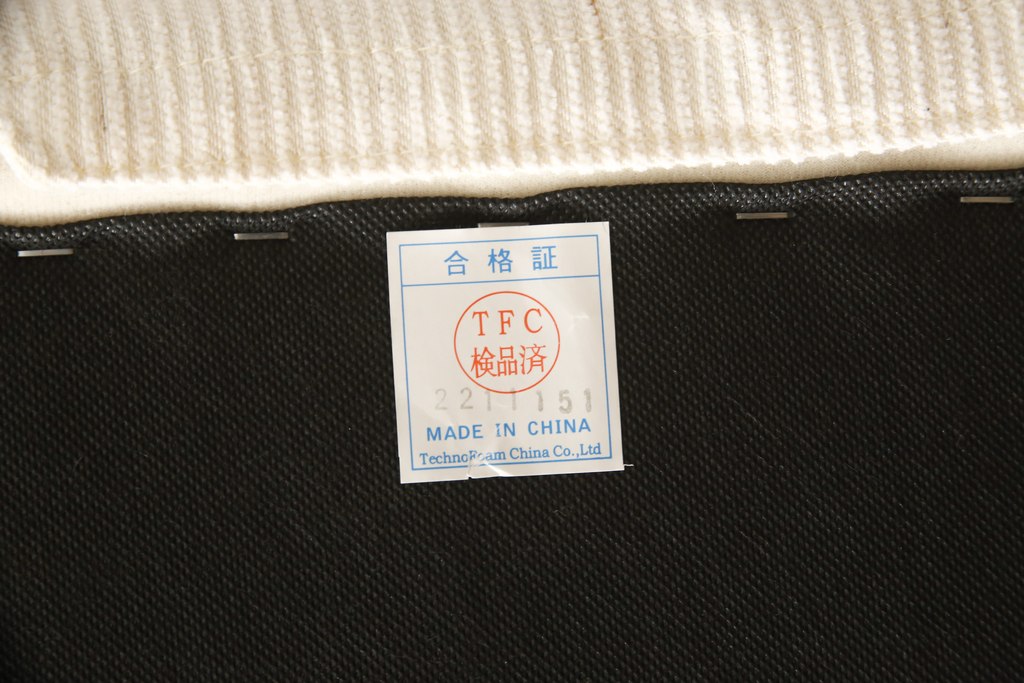 合格証
TFC
検品済
2211151
MADE IN CHINA
TechnoFoam China Co.,Ltd